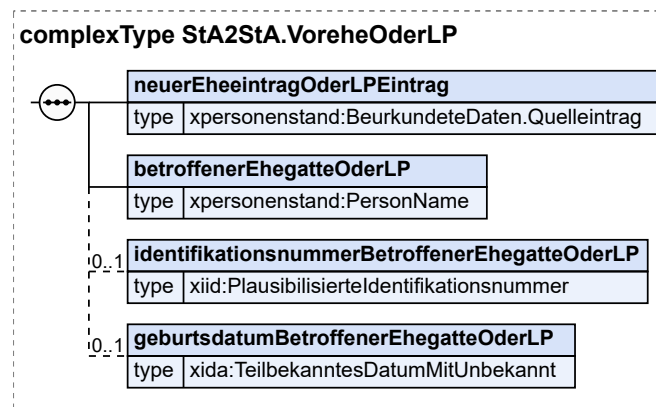 complexType StA2StA.VoreheOderLP
neuerEheeintragOderLPEintrag
type xpersonenstand:BeurkundeteDaten.Quelleintrag
betroffenerEhegatteOderLP
type xpersonenstand:PersonName
0..1 identifikationsnummerBetroffenerEhegatteOderLP
type xiid:PlausibilisierteIdentifikationsnummer
0..1 geburtsdatumBetroffenerEhegatteOderLP
type xida:TeilbekanntesDatumMitUnbekannt